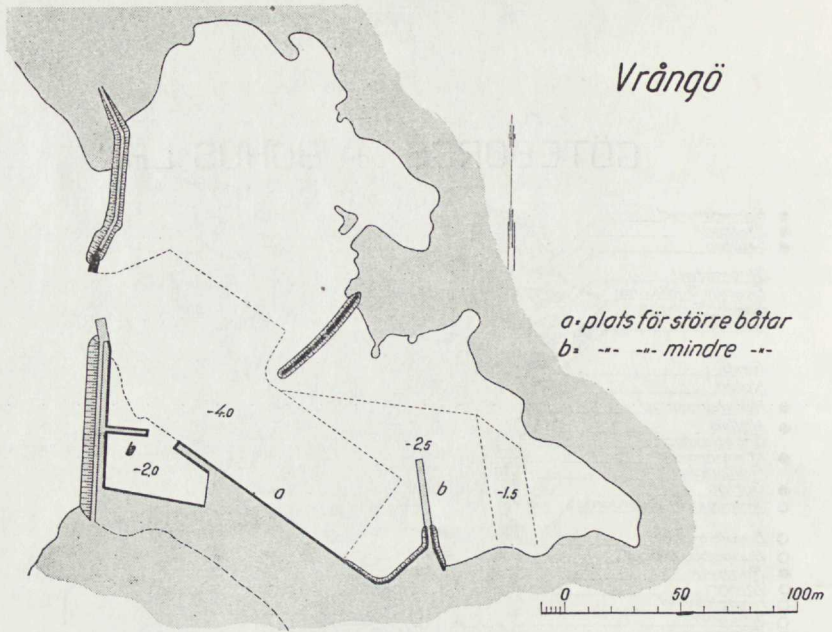 Vrångö
a = plats för större båtar
b = -"- -"- mindre -"-
-4.0
b
-2.0
a
-2.5
b
-1.5
0 50 100m